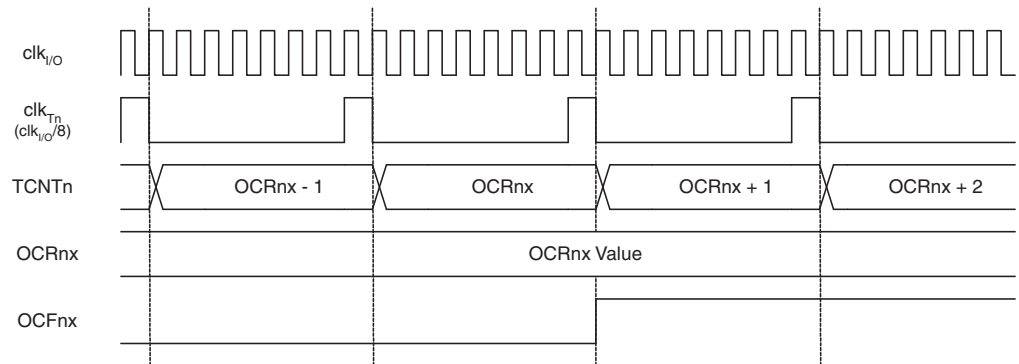 clkI/O
clkTn
(clkI/O/8)
TCNTn OCRnx - 1 OCRnx OCRnx + 1 OCRnx + 2
OCRnx OCRnx Value
OCFnx